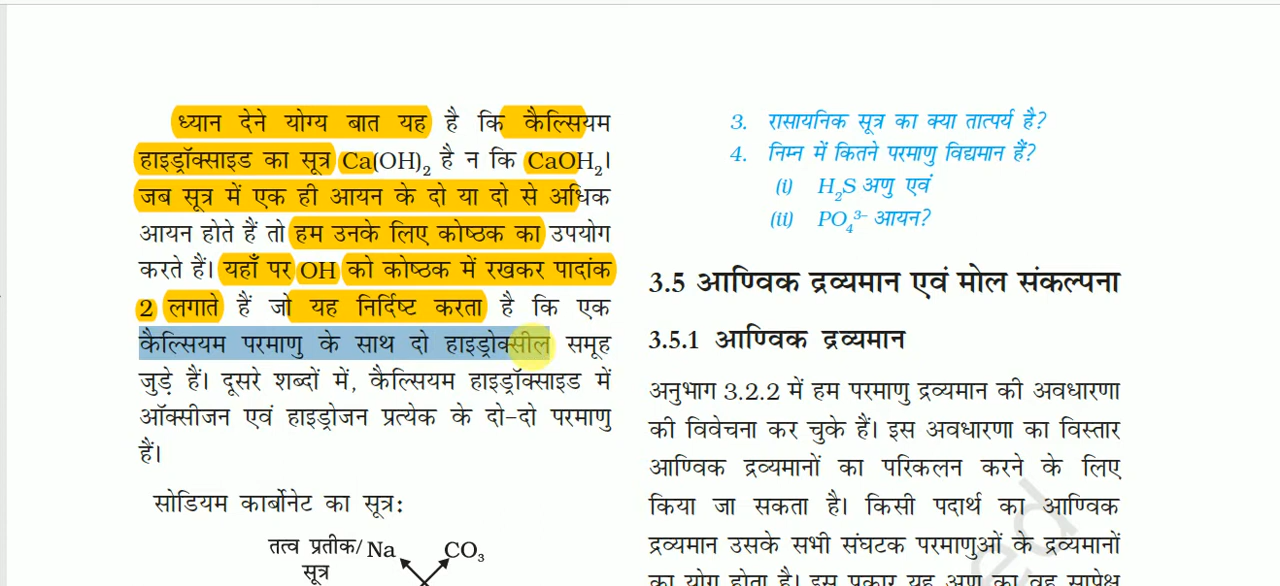 ध्यान देने योग्य बात यह है कि कैल्सियम
हाइड्रॉक्साइड का सूत्र Ca(OH)₂ है न कि CaOH₂।
जब सूत्र में एक ही आयन के दो या दो से अधिक
आयन होते हैं तो हम उनके लिए कोष्ठक का उपयोग
करते हैं। यहाँ पर OH को कोष्ठक में रखकर पादांक
2 लगाते हैं जो यह निर्दिष्ट करता है कि एक
कैल्सियम परमाणु के साथ दो हाइड्रोक्सील समूह
जुड़े हैं। दूसरे शब्दों में, कैल्सियम हाइड्रॉक्साइड में
ऑक्सीजन एवं हाइड्रोजन प्रत्येक के दो-दो परमाणु
हैं।
सोडियम कार्बोनेट का सूत्र:
तत्व प्रतीक/ Na CO₃
सूत्र
3. रासायनिक सूत्र का क्या तात्पर्य है?
4. निम्न में कितने परमाणु विद्यमान हैं?
(i) H₂S अणु एवं
(ii) PO₄³⁻ आयन?
3.5 आण्विक द्रव्यमान एवं मोल संकल्पना
3.5.1 आण्विक द्रव्यमान
अनुभाग 3.2.2 में हम परमाणु द्रव्यमान की अवधारणा
की विवेचना कर चुके हैं। इस अवधारणा का विस्तार
आण्विक द्रव्यमानों का परिकलन करने के लिए
किया जा सकता है। किसी पदार्थ का आण्विक
द्रव्यमान उसके सभी संघटक परमाणुओं के द्रव्यमानों
का योग होता है। इस प्रकार यह अणु का वह सापेक्ष